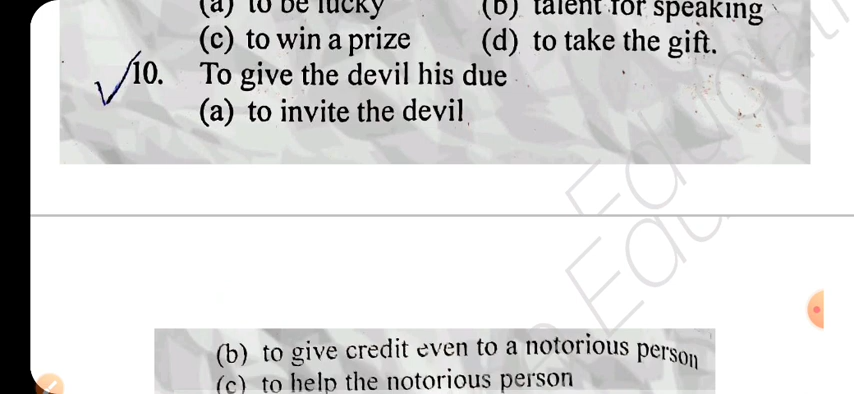 (a) to be lucky (b) talent for speaking
(c) to win a prize (d) to take the gift.
10. To give the devil his due
(a) to invite the devil
(b) to give credit even to a notorious person
(c) to help the notorious person